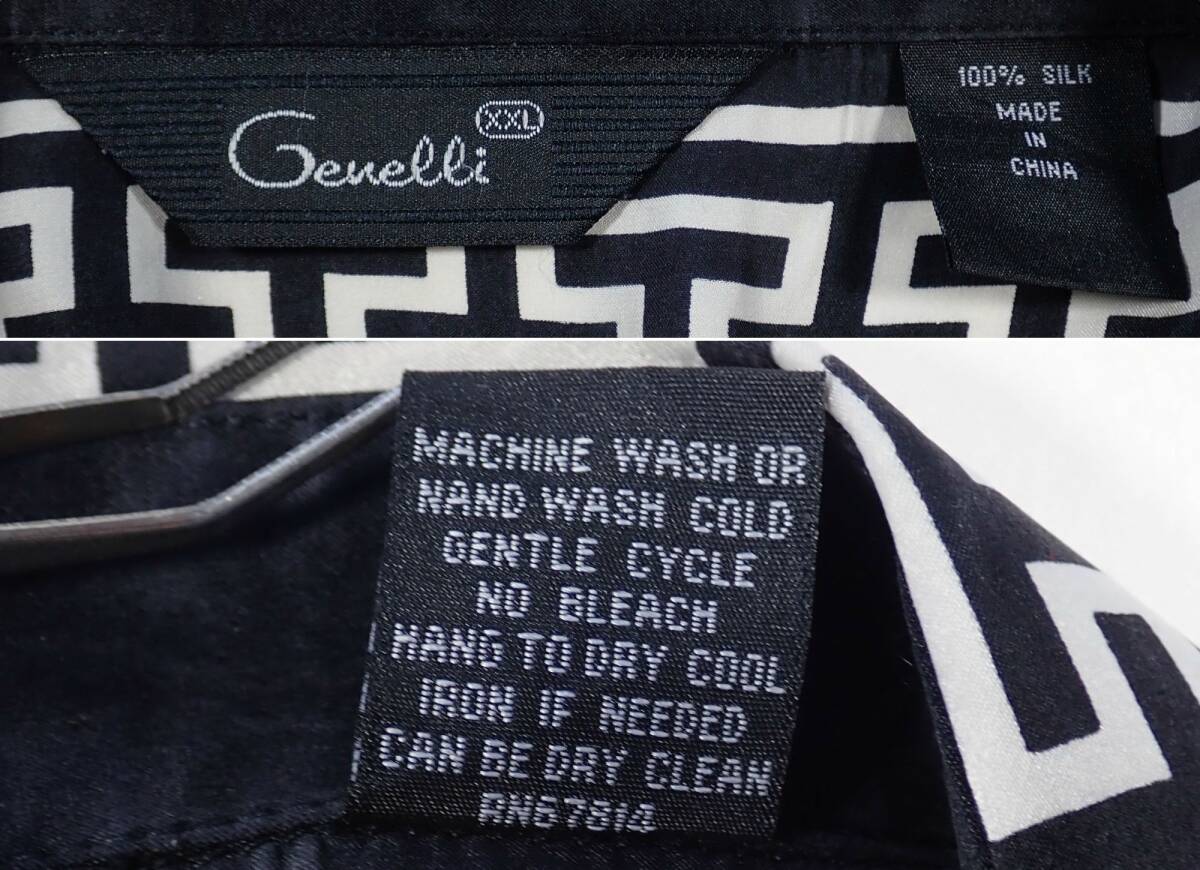 Genelli
XXL
100% SILK
MADE
IN
CHINA
MACHINE WASH OR
HAND WASH COLD
GENTLE CYCLE
NO BLEACH
HANG TO DRY COOL
IRON IF NEEDED
CAN BE DRY CLEAN
RN67814